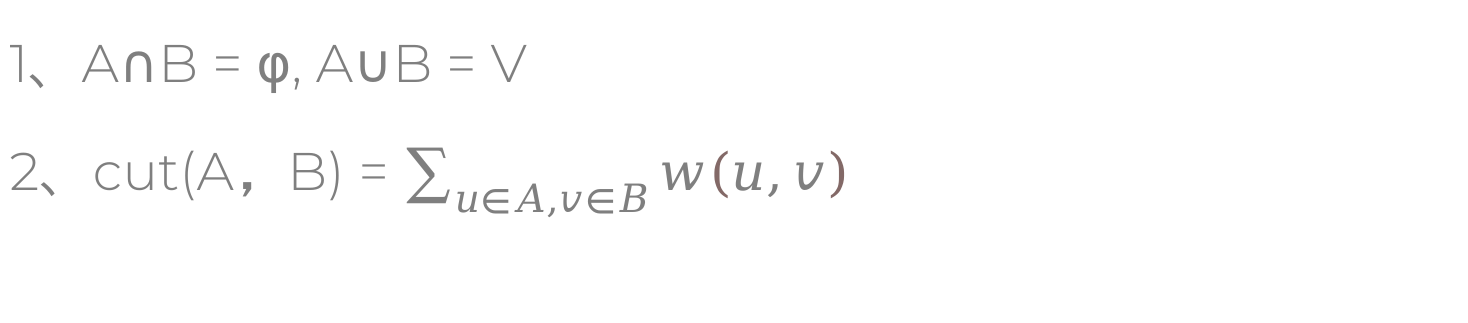 1、A∩B = φ, A∪B = V
2、cut(A，B) = ∑u∈A,v∈B w(u, v)